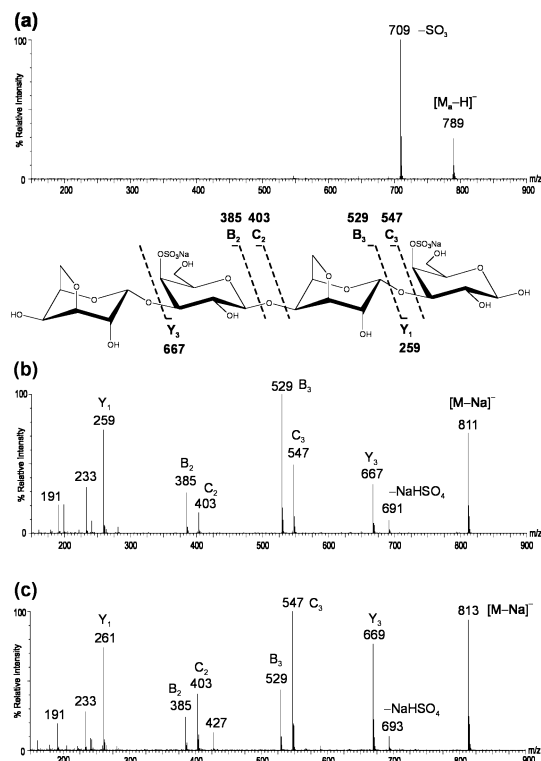 (a)
100
% Relative Intensity
0
709 –SO3
[Ma–H]–
789
200 300 400 500 600 700 800 900 m/z
385 403
B2 C2
529 547
B3 C3
OSO3Na
OH
O
O
HO
OH
O
O
OH
O
O
O
OH
O
OSO3Na
OH
O
OH
OH
Y3
667
Y1
259
(b)
100
% Relative Intensity
0
191
233
Y1
259
B2
385
C2
403
529 B3
C3
547
Y3
667
–NaHSO4
691
[M–Na]–
811
200 300 400 500 600 700 800 900 m/z
(c)
100
% Relative Intensity
0
191
233
Y1
261
B2
385
C2
403
427
B3
529
547 C3
Y3
669
–NaHSO4
693
813 [M–Na]–
200 300 400 500 600 700 800 900 m/z